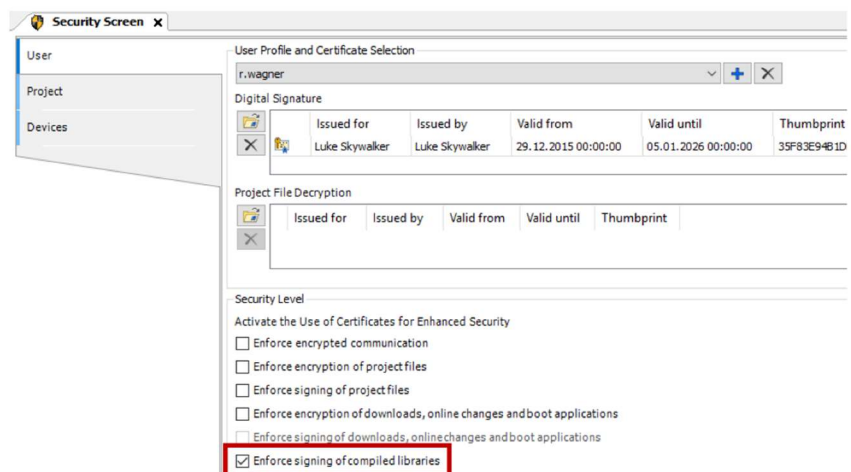 Security Screen X
User
Project
Devices
User Profile and Certificate Selection
r.wagner
Digital Signature
Issued for Issued by Valid from Valid until Thumbprint
Luke Skywalker Luke Skywalker 29.12.2015 00:00:00 05.01.2026 00:00:00 35F83E94B1D
Project File Decryption
Issued for Issued by Valid from Valid until Thumbprint
Security Level
Activate the Use of Certificates for Enhanced Security
Enforce encrypted communication
Enforce encryption of project files
Enforce signing of project files
Enforce encryption of downloads, online changes and boot applications
Enforce signing of downloads, online changes and boot applications
Enforce signing of compiled libraries